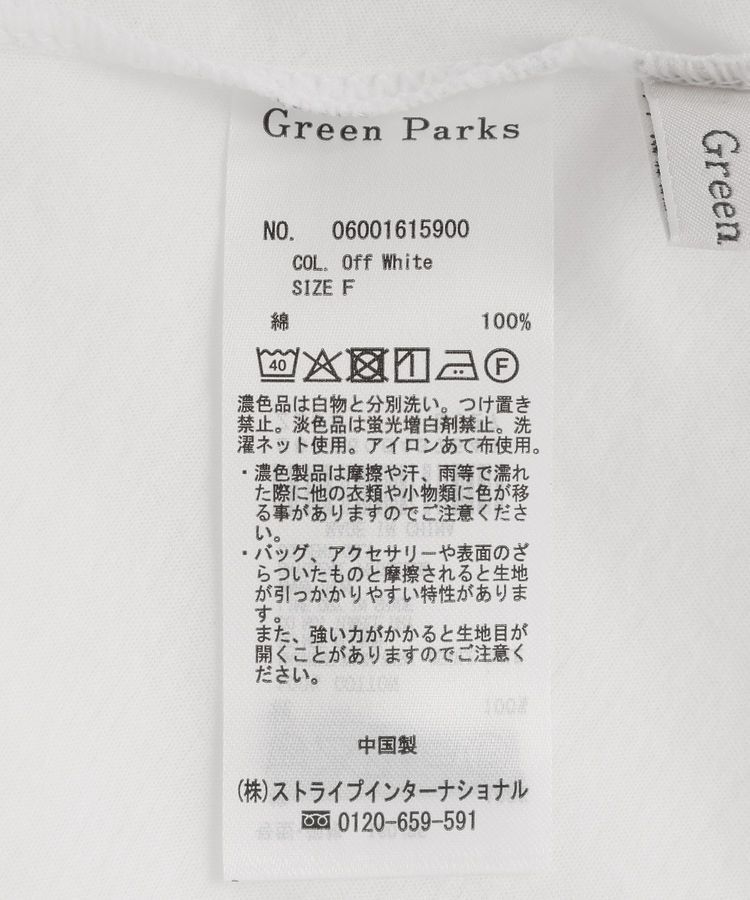 Green Parks
NO. 06001615900
COL. Off White
SIZE F
綿 100%
40
F
濃色品は白物と分別洗い。つけ置き
禁止。淡色品は蛍光増白剤禁止。洗
濯ネット使用。アイロンあて布使用。
・濃色製品は摩擦や汗、雨等で濡れ
た際に他の衣類や小物類に色が移
る事がありますのでご注意くださ
い。
・バッグ、アクセサリーや表面のざ
らついたものと摩擦されると生地
が引っかかりやすい特性がありま
す。
また、強い力がかかると生地目が
開くことがありますのでご注意く
ださい。
中国製
(株)ストライプインターナショナル
0120-659-591
Green